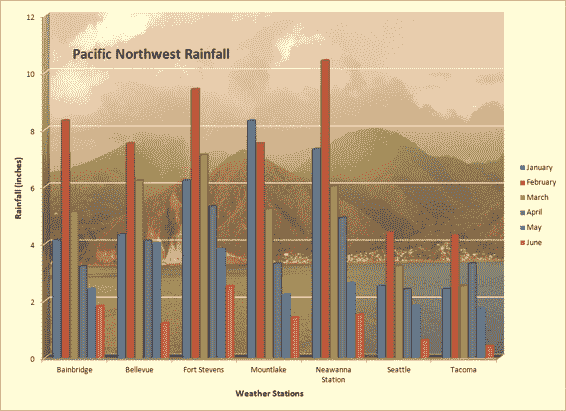 Pacific Northwest Rainfall
12
10
8
6
4
2
0
Rainfall (inches)
Bainbridge
Bellevue
Fort Stevens
Mountlake
Neawanna
Station
Seattle
Tacoma
Weather Stations
January
February
March
April
May
June